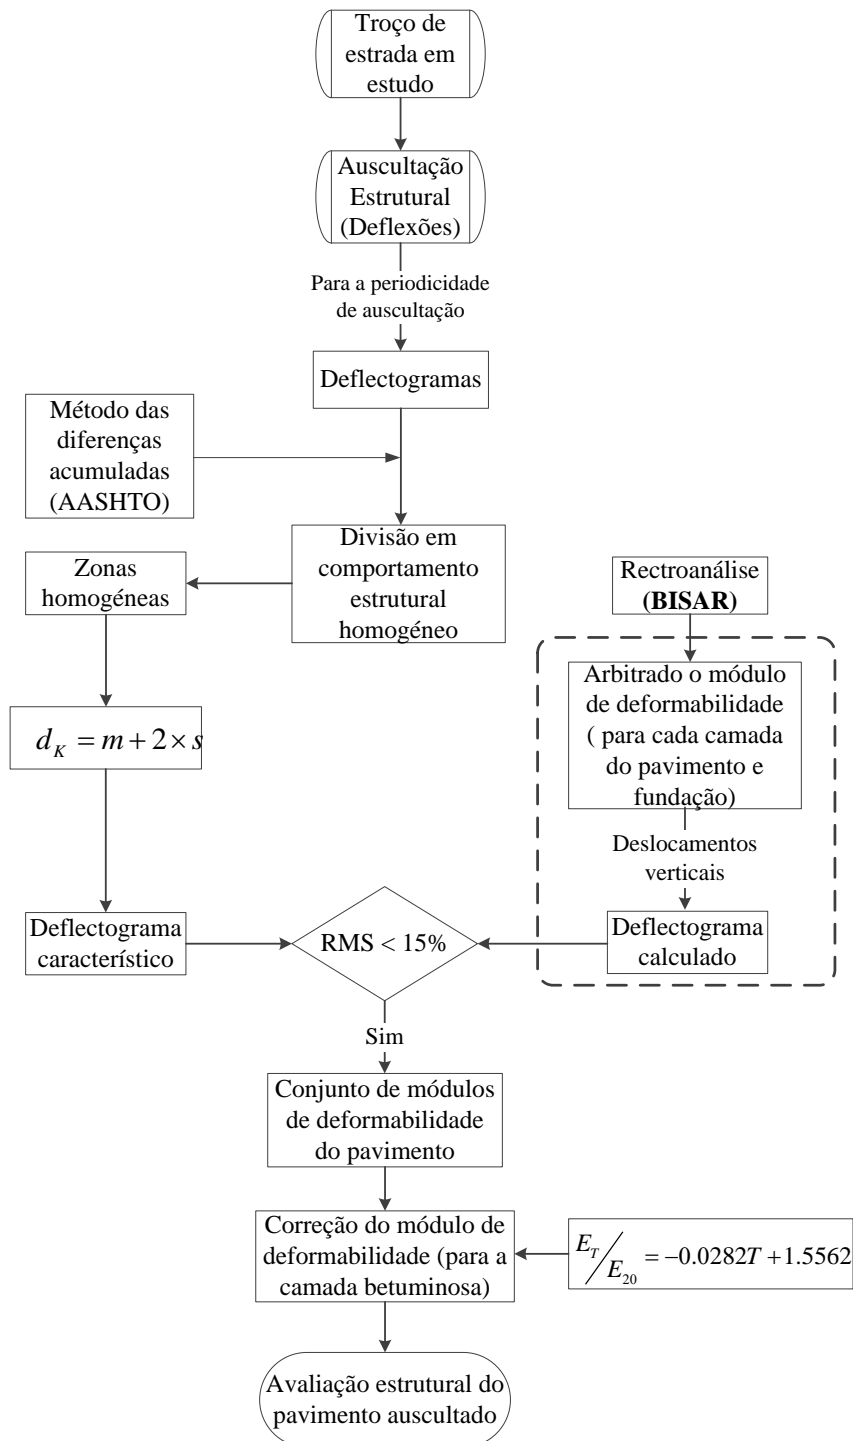 Troço de
estrada em
estudo
Auscultação
Estrutural
(Deflexões)
Para a periodicidade
de auscultação
Deflectogramas
Método das
diferenças
acumuladas
(AASHTO)
Divisão em
comportamento
estrutural
homogéneo
Zonas
homogéneas
d_K = m + 2 × s
Deflectograma
característico
Rectroanálise
(BISAR)
Arbitrado o módulo
de deformabilidade
( para cada camada
do pavimento e
fundação)
Deslocamentos
verticais
Deflectograma
calculado
RMS < 15%
Sim
Conjunto de módulos
de deformabilidade
do pavimento
Correção do módulo de
deformabilidade (para a
camada betuminosa)
E_T/E_20 = −0.0282T + 1.5562
Avaliação estrutural do
pavimento auscultado